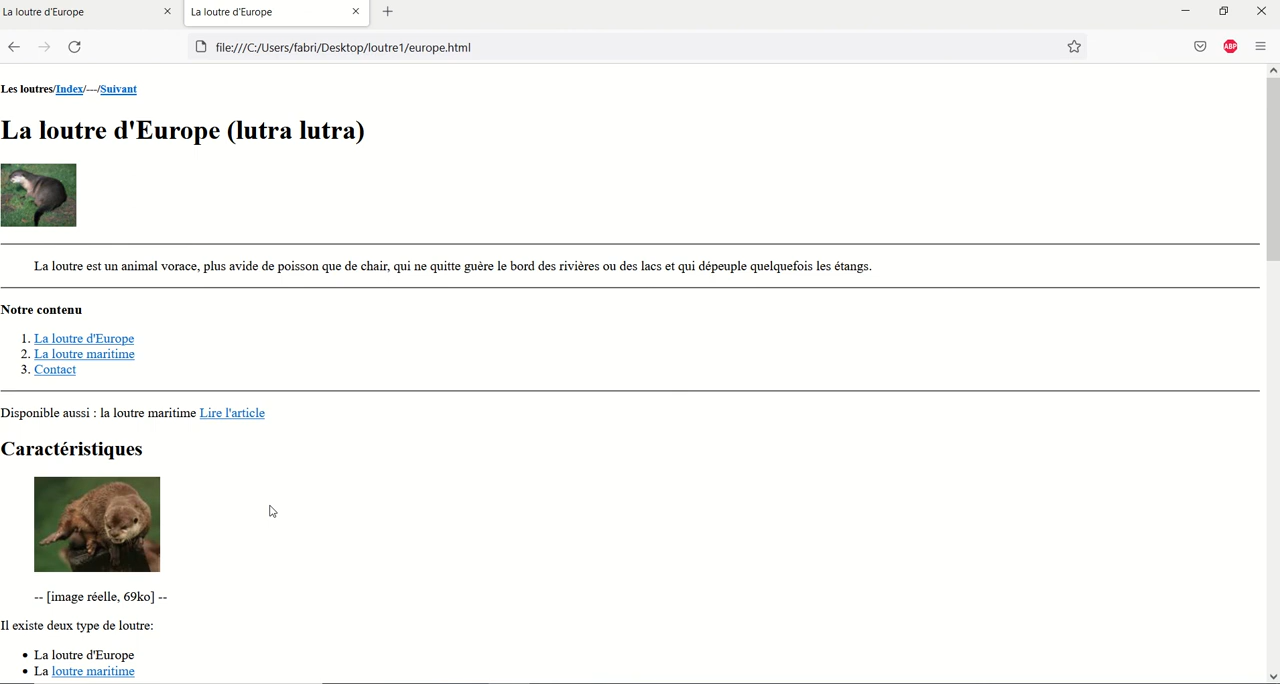 La loutre d'Europe
La loutre d'Europe
file:///C:/Users/fabri/Desktop/loutre1/europe.html
ABP
Les loutres/Index/---/Suivant
La loutre d'Europe (lutra lutra)
La loutre est un animal vorace, plus avide de poisson que de chair, qui ne quitte guère le bord des rivières ou des lacs et qui dépeuple quelquefois les étangs.
Notre contenu
1. La loutre d'Europe
2. La loutre maritime
3. Contact
Disponible aussi : la loutre maritime Lire l'article
Caractéristiques
-- [image réelle, 69ko] --
Il existe deux type de loutre:
• La loutre d'Europe
• La loutre maritime